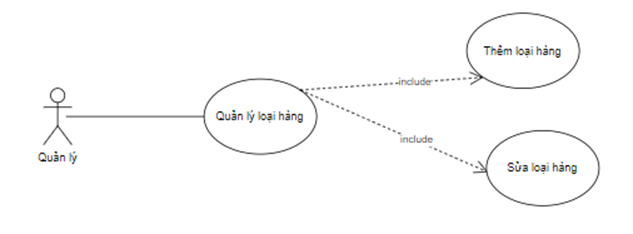 Thêm loại hàng
include
Quản lý loại hàng
include
Quản lý
Sửa loại hàng